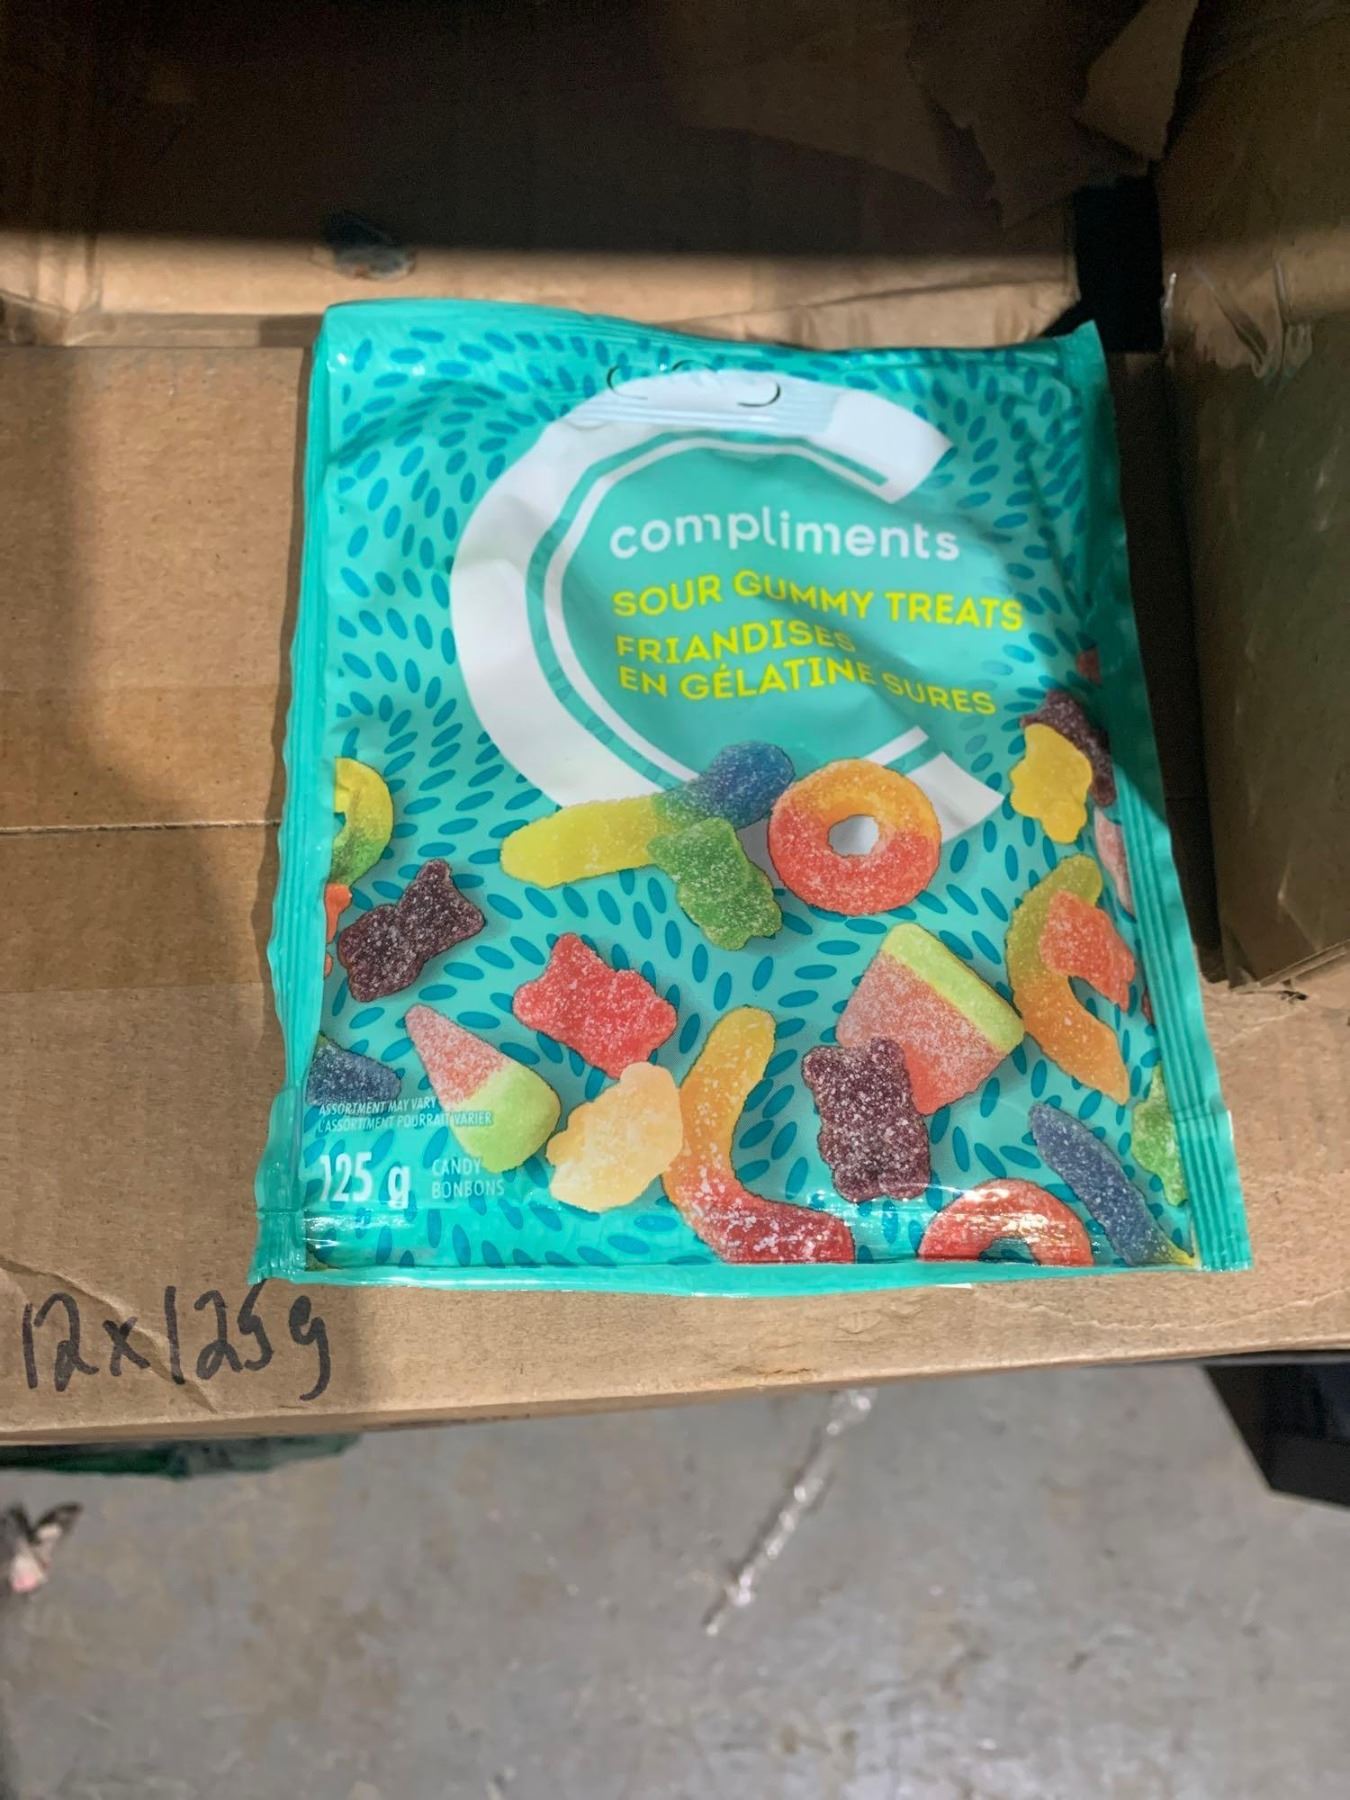 compliments
SOUR GUMMY TREATS
FRIANDISES
EN GÉLATINE SURES
ASSORTMENT MAY VARY
L'ASSORTIMENT POURRAIT VARIER
125 g
CANDY
BONBONS
12x125g